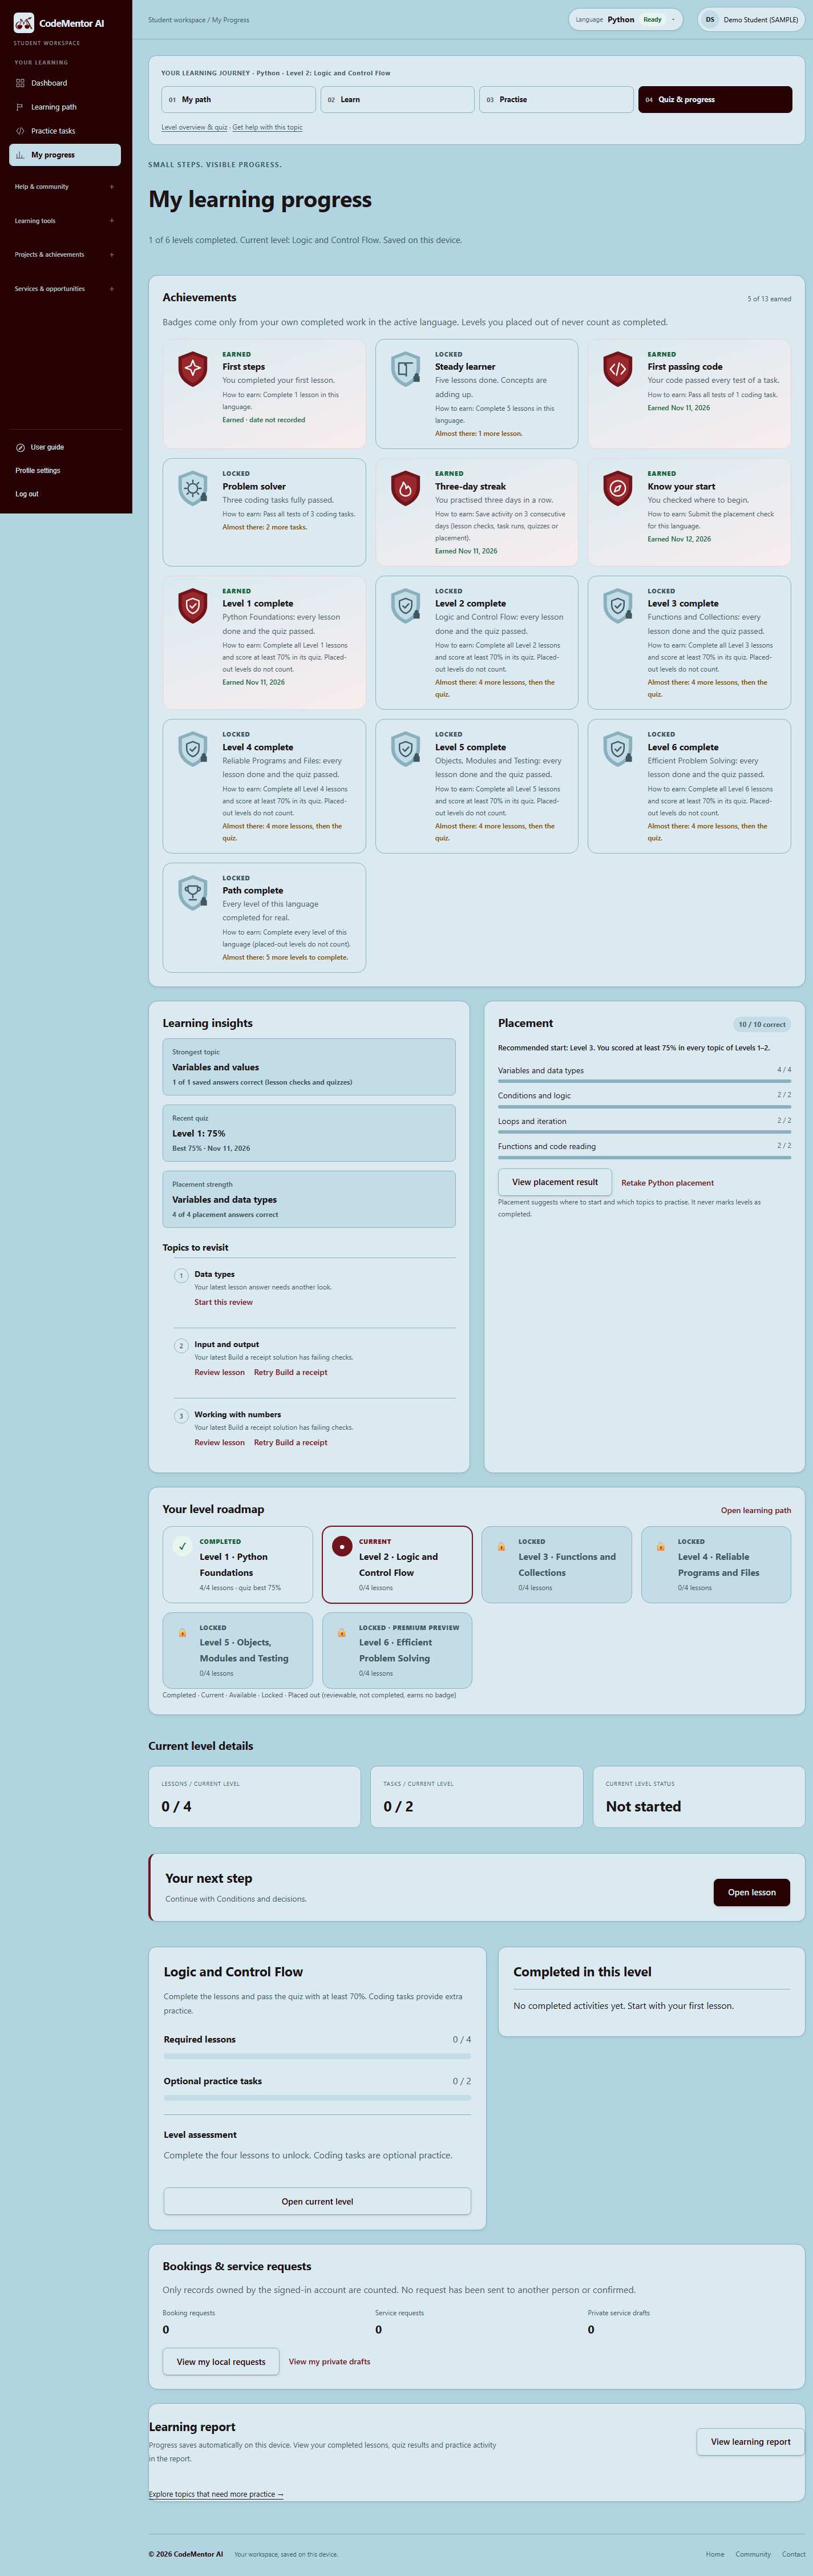 CodeMentor AI
STUDENT WORKSPACE
YOUR LEARNING
Dashboard
Learning path
Practice tasks
My progress
Help & community +
Learning tools +
Projects & achievements +
Services & opportunities +
User guide
Profile settings
Log out
Student workspace / My Progress
Language Python Ready
DS Demo Student (SAMPLE)
YOUR LEARNING JOURNEY · Python · Level 2: Logic and Control Flow
01 My path
02 Learn
03 Practise
04 Quiz & progress
Level overview & quiz · Get help with this topic
SMALL STEPS. VISIBLE PROGRESS.
My learning progress
1 of 6 levels completed. Current level: Logic and Control Flow. Saved on this device.
Achievements
5 of 13 earned
Badges come only from your own completed work in the active language. Levels you placed out of never count as completed.
EARNED
First steps
You completed your first lesson.
How to earn: Complete 1 lesson in this
language.
Earned · date not recorded
LOCKED
Steady learner
Five lessons done. Concepts are
adding up.
How to earn: Complete 5 lessons in this
language.
Almost there: 1 more lesson.
EARNED
First passing code
Your code passed every test of a task.
How to earn: Pass all tests of 1 coding task.
Earned Nov 11, 2026
LOCKED
Problem solver
Three coding tasks fully passed.
How to earn: Pass all tests of 3 coding tasks.
Almost there: 2 more tasks.
EARNED
Three-day streak
You practised three days in a row.
How to earn: Save activity on 3 consecutive
days (lesson checks, task runs, quizzes or
placement).
Earned Nov 11, 2026
EARNED
Know your start
You checked where to begin.
How to earn: Submit the placement check
for this language.
Earned Nov 12, 2026
EARNED
Level 1 complete
Python Foundations: every lesson
done and the quiz passed.
How to earn: Complete all Level 1 lessons
and score at least 70% in its quiz. Placed-
out levels do not count.
Earned Nov 11, 2026
LOCKED
Level 2 complete
Logic and Control Flow: every lesson
done and the quiz passed.
How to earn: Complete all Level 2 lessons
and score at least 70% in its quiz. Placed-
out levels do not count.
Almost there: 4 more lessons, then the
quiz.
LOCKED
Level 3 complete
Functions and Collections: every
lesson done and the quiz passed.
How to earn: Complete all Level 3 lessons
and score at least 70% in its quiz. Placed-
out levels do not count.
Almost there: 4 more lessons, then the
quiz.
LOCKED
Level 4 complete
Reliable Programs and Files: every
lesson done and the quiz passed.
How to earn: Complete all Level 4 lessons
and score at least 70% in its quiz. Placed-
out levels do not count.
Almost there: 4 more lessons, then the
quiz.
LOCKED
Level 5 complete
Objects, Modules and Testing: every
lesson done and the quiz passed.
How to earn: Complete all Level 5 lessons
and score at least 70% in its quiz. Placed-
out levels do not count.
Almost there: 4 more lessons, then the
quiz.
LOCKED
Level 6 complete
Efficient Problem Solving: every
lesson done and the quiz passed.
How to earn: Complete all Level 6 lessons
and score at least 70% in its quiz. Placed-
out levels do not count.
Almost there: 4 more lessons, then the
quiz.
LOCKED
Path complete
Every level of this language
completed for real.
How to earn: Complete every level of this
language (placed-out levels do not count).
Almost there: 5 more levels to complete.
Learning insights
Strongest topic
Variables and values
1 of 1 saved answers correct (lesson checks and quizzes)
Recent quiz
Level 1: 75%
Best 75% · Nov 11, 2026
Placement strength
Variables and data types
4 of 4 placement answers correct
Topics to revisit
1 Data types
Your latest lesson answer needs another look.
Start this review
2 Input and output
Your latest Build a receipt solution has failing checks.
Review lesson Retry Build a receipt
3 Working with numbers
Your latest Build a receipt solution has failing checks.
Review lesson Retry Build a receipt
Placement
10 / 10 correct
Recommended start: Level 3. You scored at least 75% in every topic of Levels 1–2.
Variables and data types 4 / 4
Conditions and logic 2 / 2
Loops and iteration 2 / 2
Functions and code reading 2 / 2
View placement result Retake Python placement
Placement suggests where to start and which topics to practise. It never marks levels as
completed.
Your level roadmap
Open learning path
COMPLETED
Level 1 · Python
Foundations
4/4 lessons · quiz best 75%
CURRENT
Level 2 · Logic and
Control Flow
0/4 lessons
LOCKED
Level 3 · Functions and
Collections
0/4 lessons
LOCKED
Level 4 · Reliable
Programs and Files
0/4 lessons
LOCKED
Level 5 · Objects,
Modules and Testing
0/4 lessons
LOCKED · PREMIUM PREVIEW
Level 6 · Efficient
Problem Solving
0/4 lessons
Completed · Current · Available · Locked · Placed out (reviewable, not completed, earns no badge)
Current level details
LESSONS / CURRENT LEVEL
0 / 4
TASKS / CURRENT LEVEL
0 / 2
CURRENT LEVEL STATUS
Not started
Your next step
Continue with Conditions and decisions.
Open lesson
Logic and Control Flow
Complete the lessons and pass the quiz with at least 70%. Coding tasks provide extra
practice.
Required lessons 0 / 4
Optional practice tasks 0 / 2
Level assessment
Complete the four lessons to unlock. Coding tasks are optional practice.
Open current level
Completed in this level
No completed activities yet. Start with your first lesson.
Bookings & service requests
Only records owned by the signed-in account are counted. No request has been sent to another person or confirmed.
Booking requests
0
Service requests
0
Private service drafts
0
View my local requests View my private drafts
Learning report
Progress saves automatically on this device. View your completed lessons, quiz results and practice activity
in the report.
View learning report
Explore topics that need more practice →
© 2026 CodeMentor AI Your workspace, saved on this device.
Home Community Contact